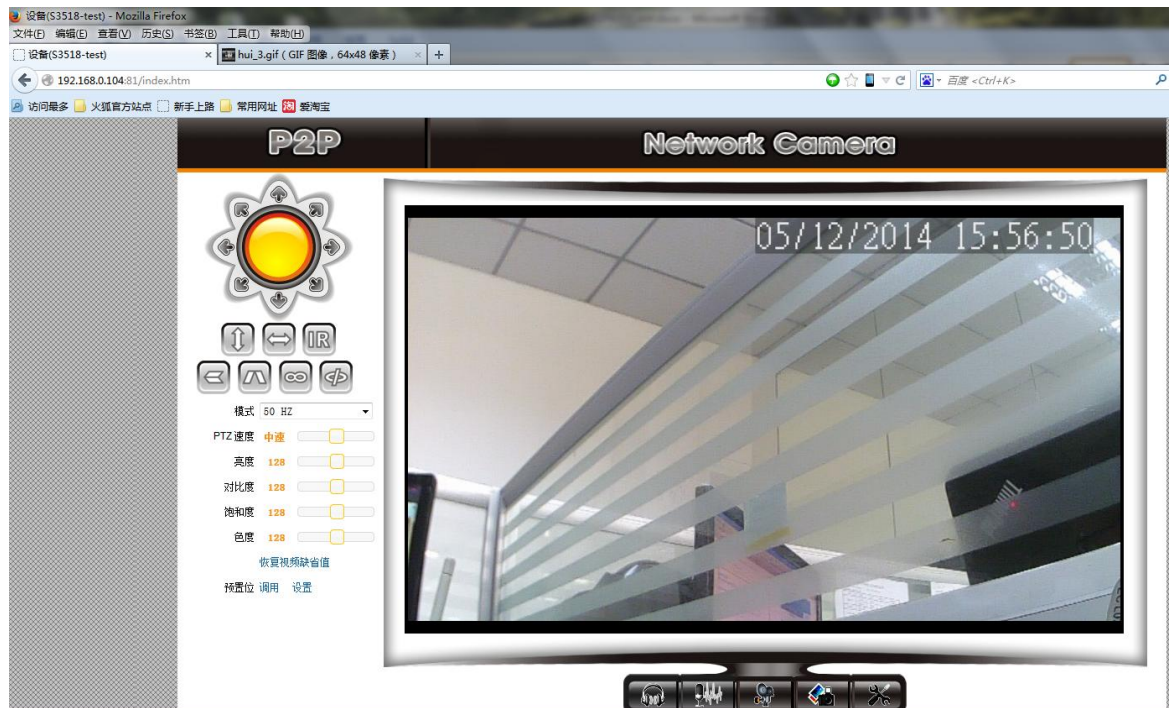 设备(S3518-test) - Mozilla Firefox
文件(F) 编辑(E) 查看(V) 历史(S) 书签(B) 工具(T) 帮助(H)
设备(S3518-test) × hui_3.gif ( GIF 图像，64x48 像素 ) × +
192.168.0.104:81/index.htm 百度 <Ctrl+K>
访问最多 火狐官方站点 新手上路 常用网址 淘 爱淘宝
P2P Network Camera
05/12/2014 15:56:50
IR
模式 50 HZ
PTZ速度 中速
亮度 128
对比度 128
饱和度 128
色度 128
恢复视频缺省值
预置位 调用 设置